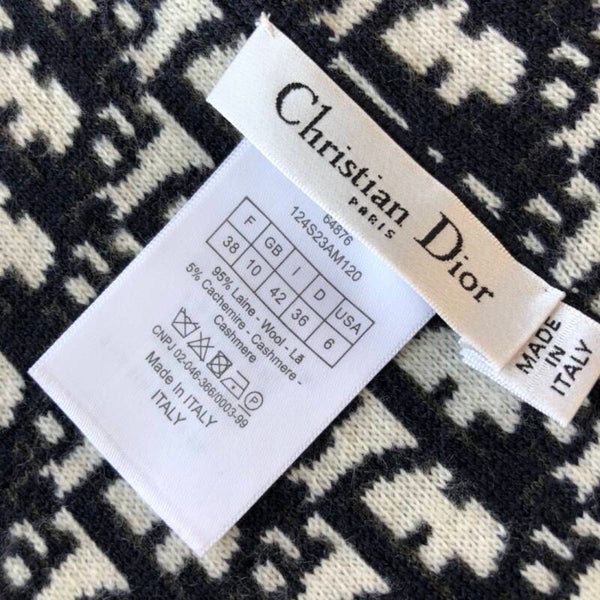 Christian Dior
PARIS
MADE
IN
ITALY
64876
124S23AM120
F GB I D USA
38 10 42 36 6
95% Laine - Wool - Lã
5% Cachemire - Cashmere -
Cashmere
P
CNPJ 02-046-366/0003-99
Made in ITALY
ITALY